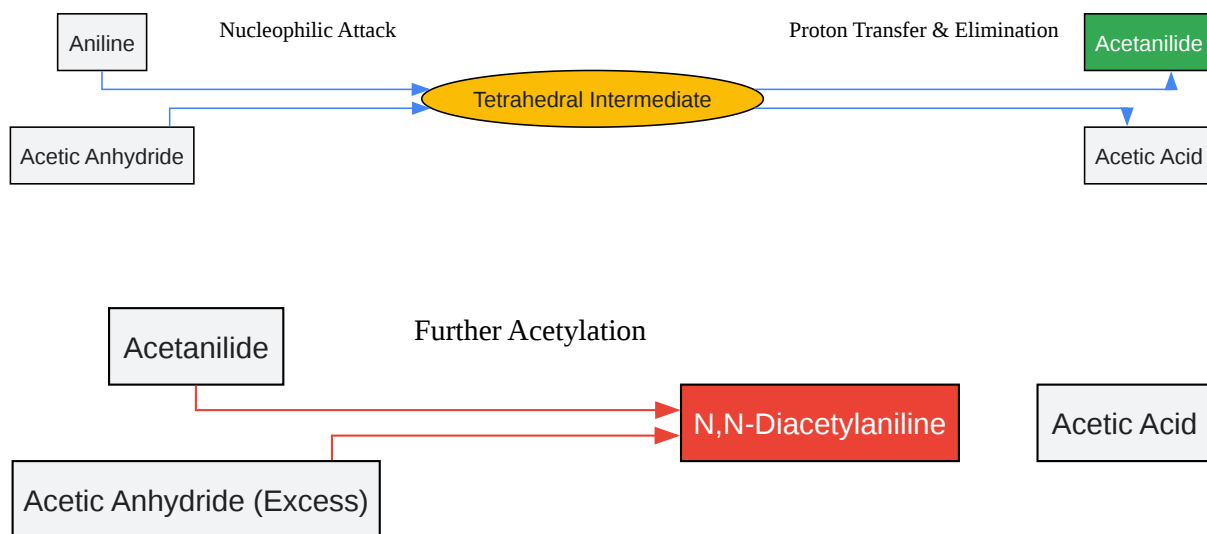 Aniline
Nucleophilic Attack
Proton Transfer & Elimination
Acetanilide
Tetrahedral Intermediate
Acetic Anhydride
Acetic Acid
Acetanilide
Further Acetylation
N,N-Diacetylaniline
Acetic Acid
Acetic Anhydride (Excess)